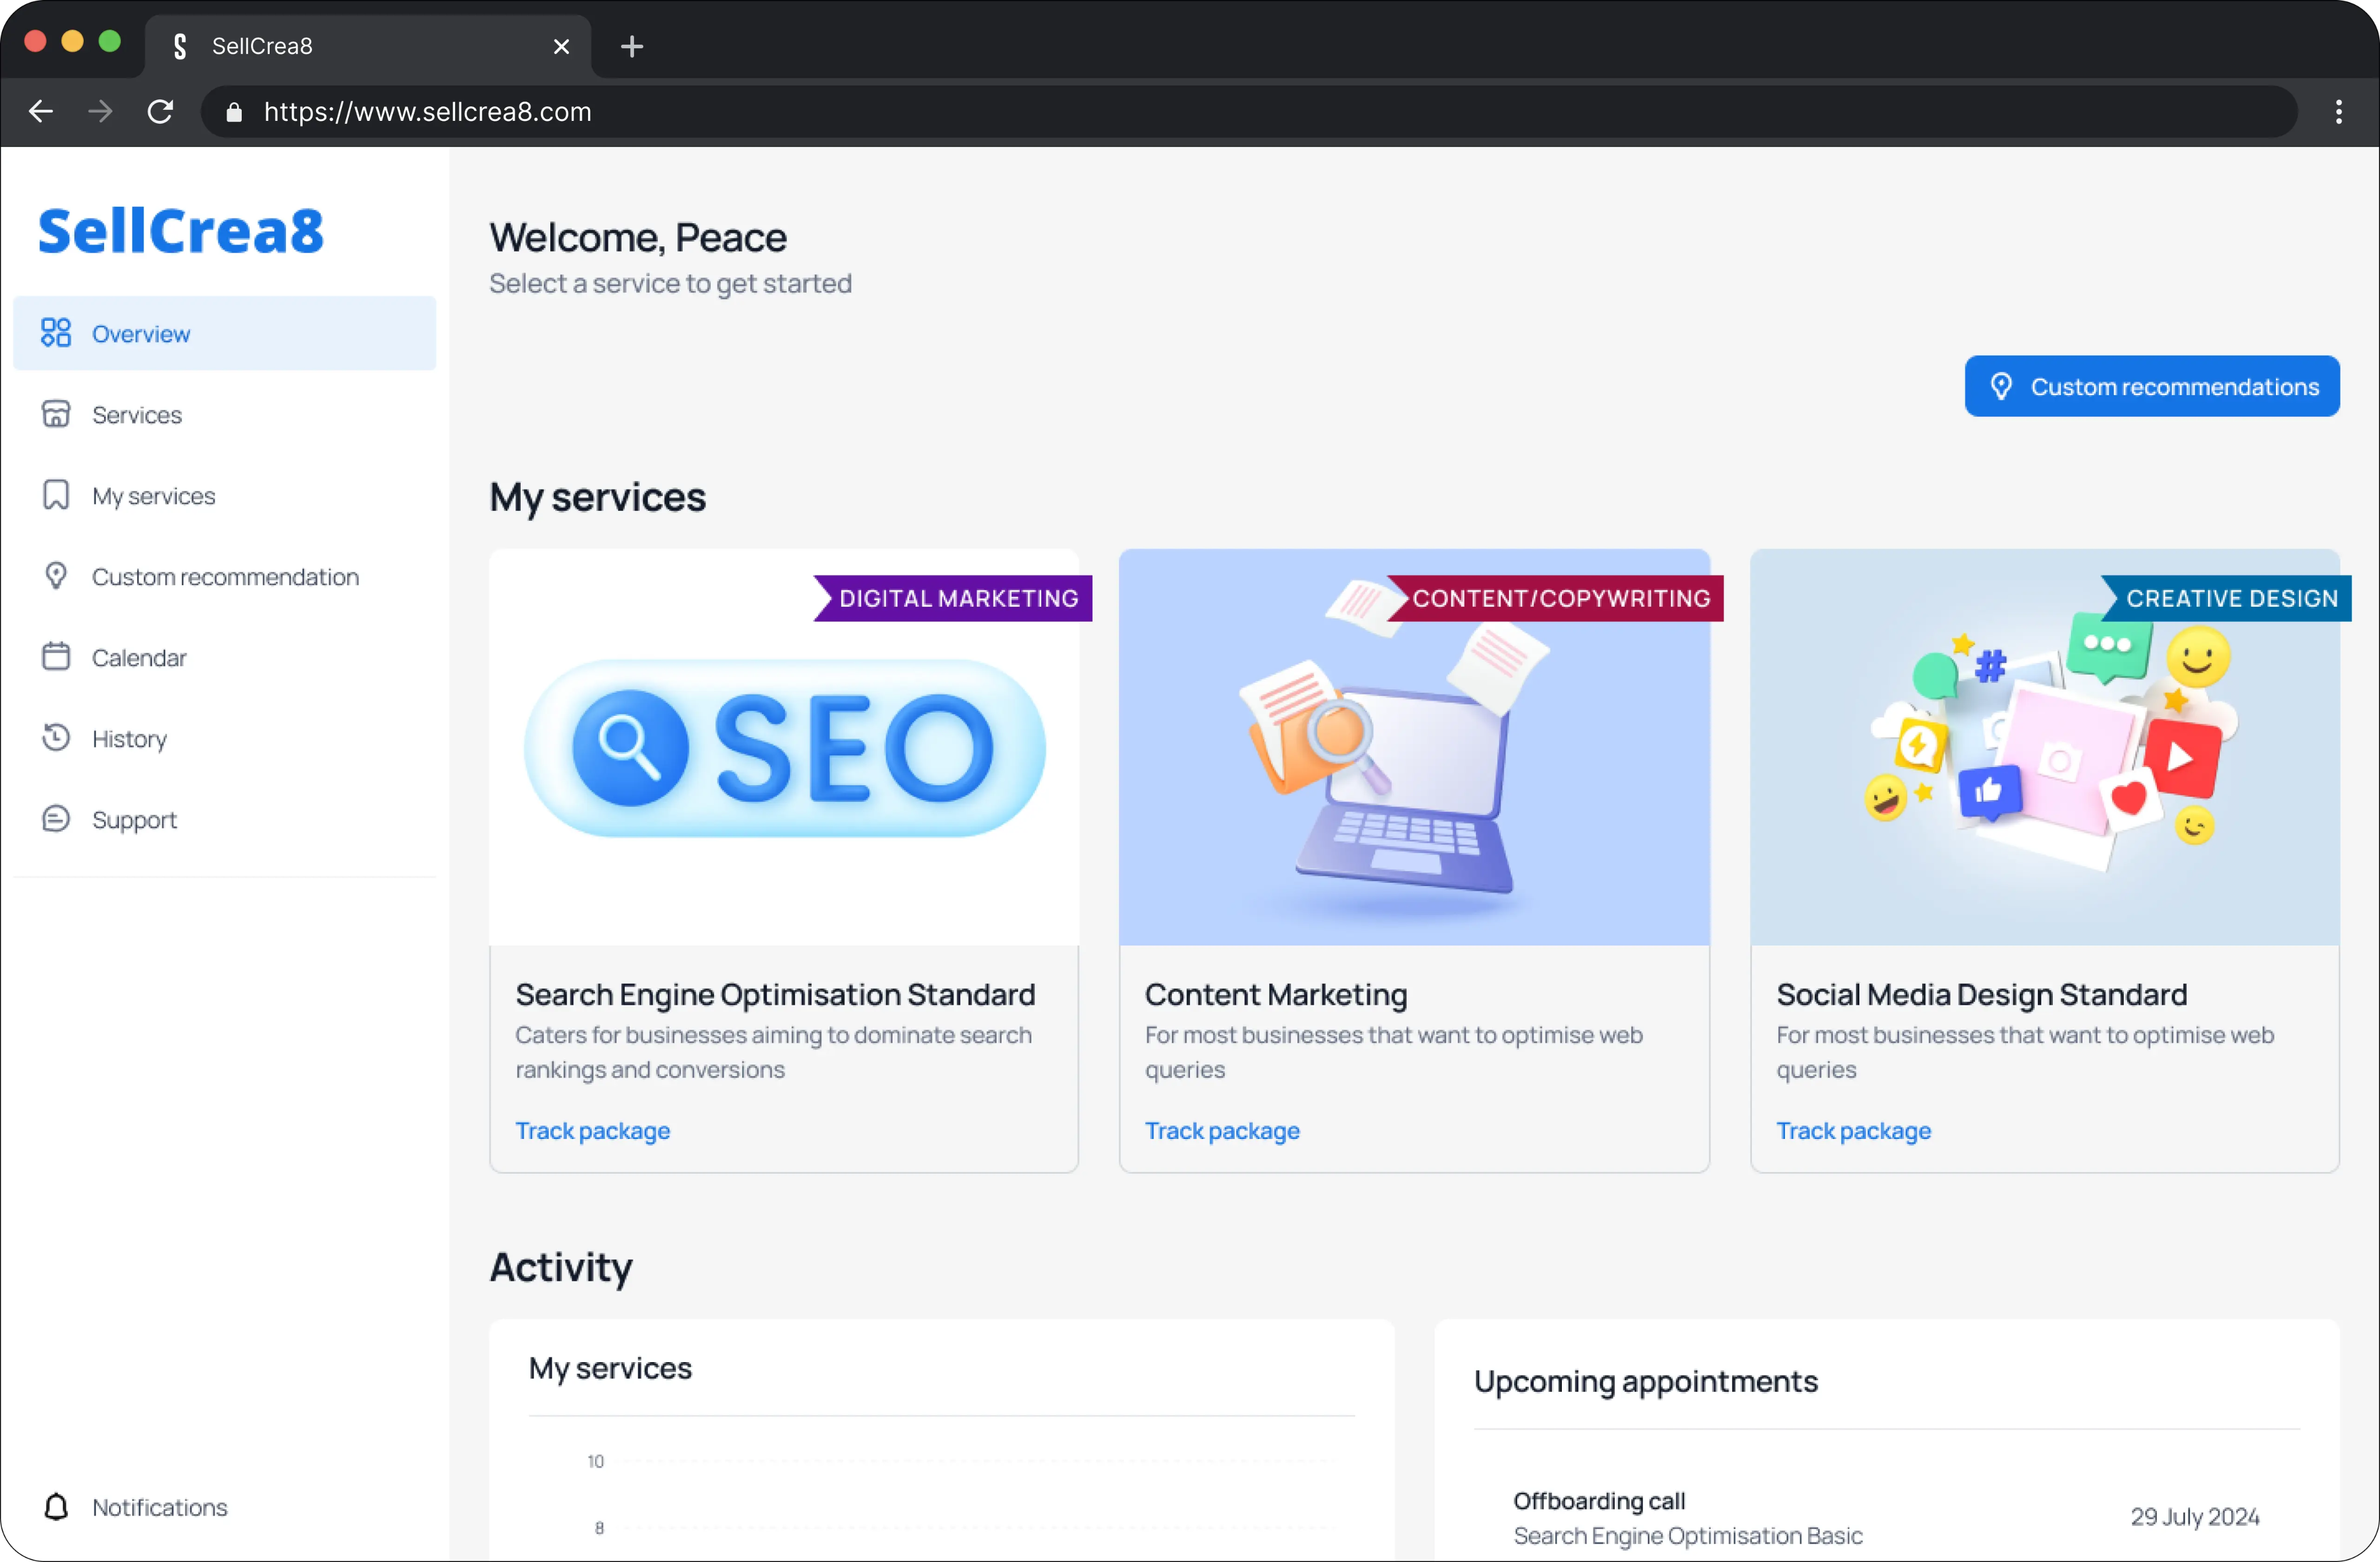 SellCrea8
https://www.sellcrea8.com
SellCrea8
Overview
Services
My services
Custom recommendation
Calendar
History
Support
Notifications
Welcome, Peace
Select a service to get started
Custom recommendations
My services
DIGITAL MARKETING
SEO
Search Engine Optimisation Standard
Caters for businesses aiming to dominate search
rankings and conversions
Track package
CONTENT/COPYWRITING
Content Marketing
For most businesses that want to optimise web
queries
Track package
CREATIVE DESIGN
#
Social Media Design Standard
For most businesses that want to optimise web
queries
Track package
Activity
My services
10
8
Upcoming appointments
Offboarding call
Search Engine Optimisation Basic
29 July 2024